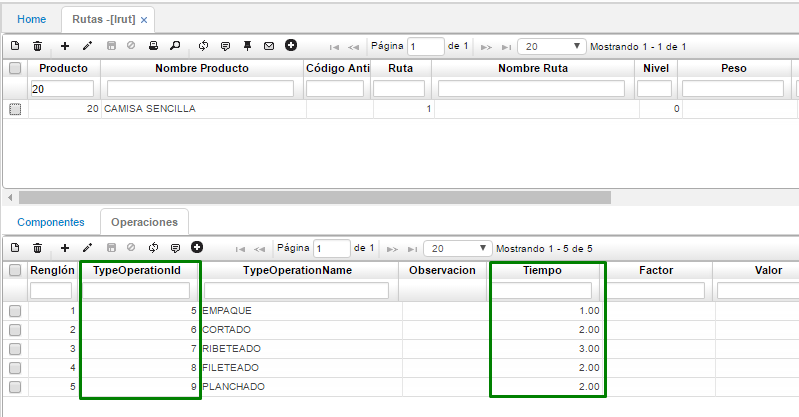 Home Rutas -[lrut] ×
Página 1 de 1 20 Mostrando 1 - 1 de 1
Producto Nombre Producto Código Anti Ruta Nombre Ruta Nivel Peso
20
20 CAMISA SENCILLA 1 0
Componentes Operaciones
Página 1 de 1 20 Mostrando 1 - 5 de 5
Renglón TypeOperationId TypeOperationName Observacion Tiempo Factor Valor
1 5 EMPAQUE 1.00
2 6 CORTADO 2.00
3 7 RIBETEADO 3.00
4 8 FILETEADO 2.00
5 9 PLANCHADO 2.00